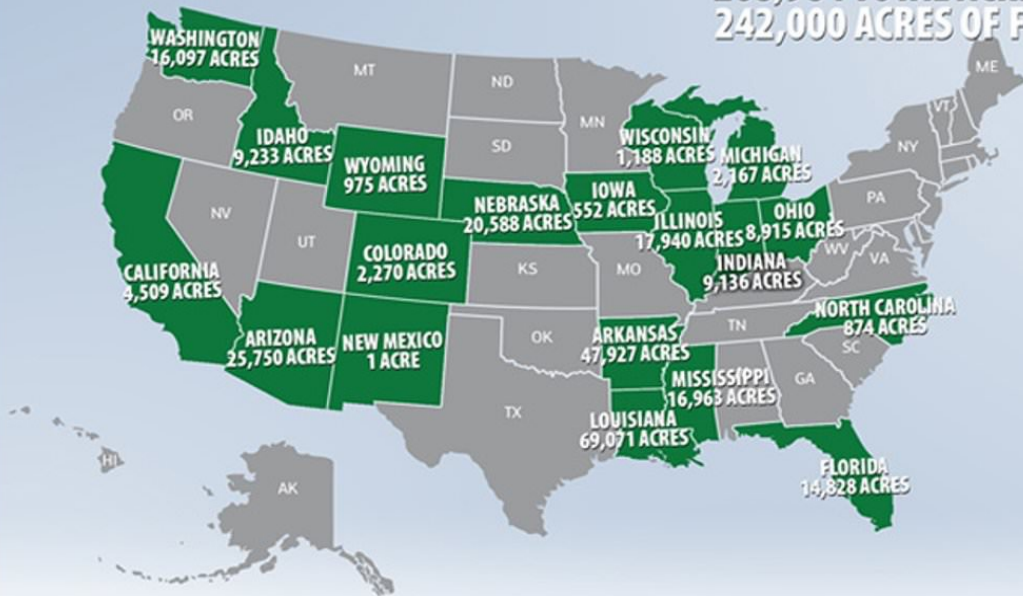 242,000 ACRES OF F
WASHINGTON
16,097 ACRES
MT
ND
ME
OR
IDAHO
9,233 ACRES
MN
WISCONSIN
1,188 ACRES
VT
SD
WYOMING
975 ACRES
MICHIGAN
2,167 ACRES
NY
NEBRASKA
20,588 ACRES
IOWA
552 ACRES
PA
NV
UT
COLORADO
2,270 ACRES
ILLINOIS
17,940 ACRES
OHIO
8,915 ACRES
INDIANA
9,136 ACRES
WV
VA
CALIFORNIA
4,509 ACRES
KS
MO
NORTH CAROLINA
874 ACRES
ARIZONA
25,750 ACRES
NEW MEXICO
1 ACRE
OK
ARKANSAS
47,927 ACRES
TN
SC
MISSISSIPPI
16,963 ACRES
GA
TX
LOUISIANA
69,071 ACRES
FLORIDA
14,828 ACRES
HI
AK